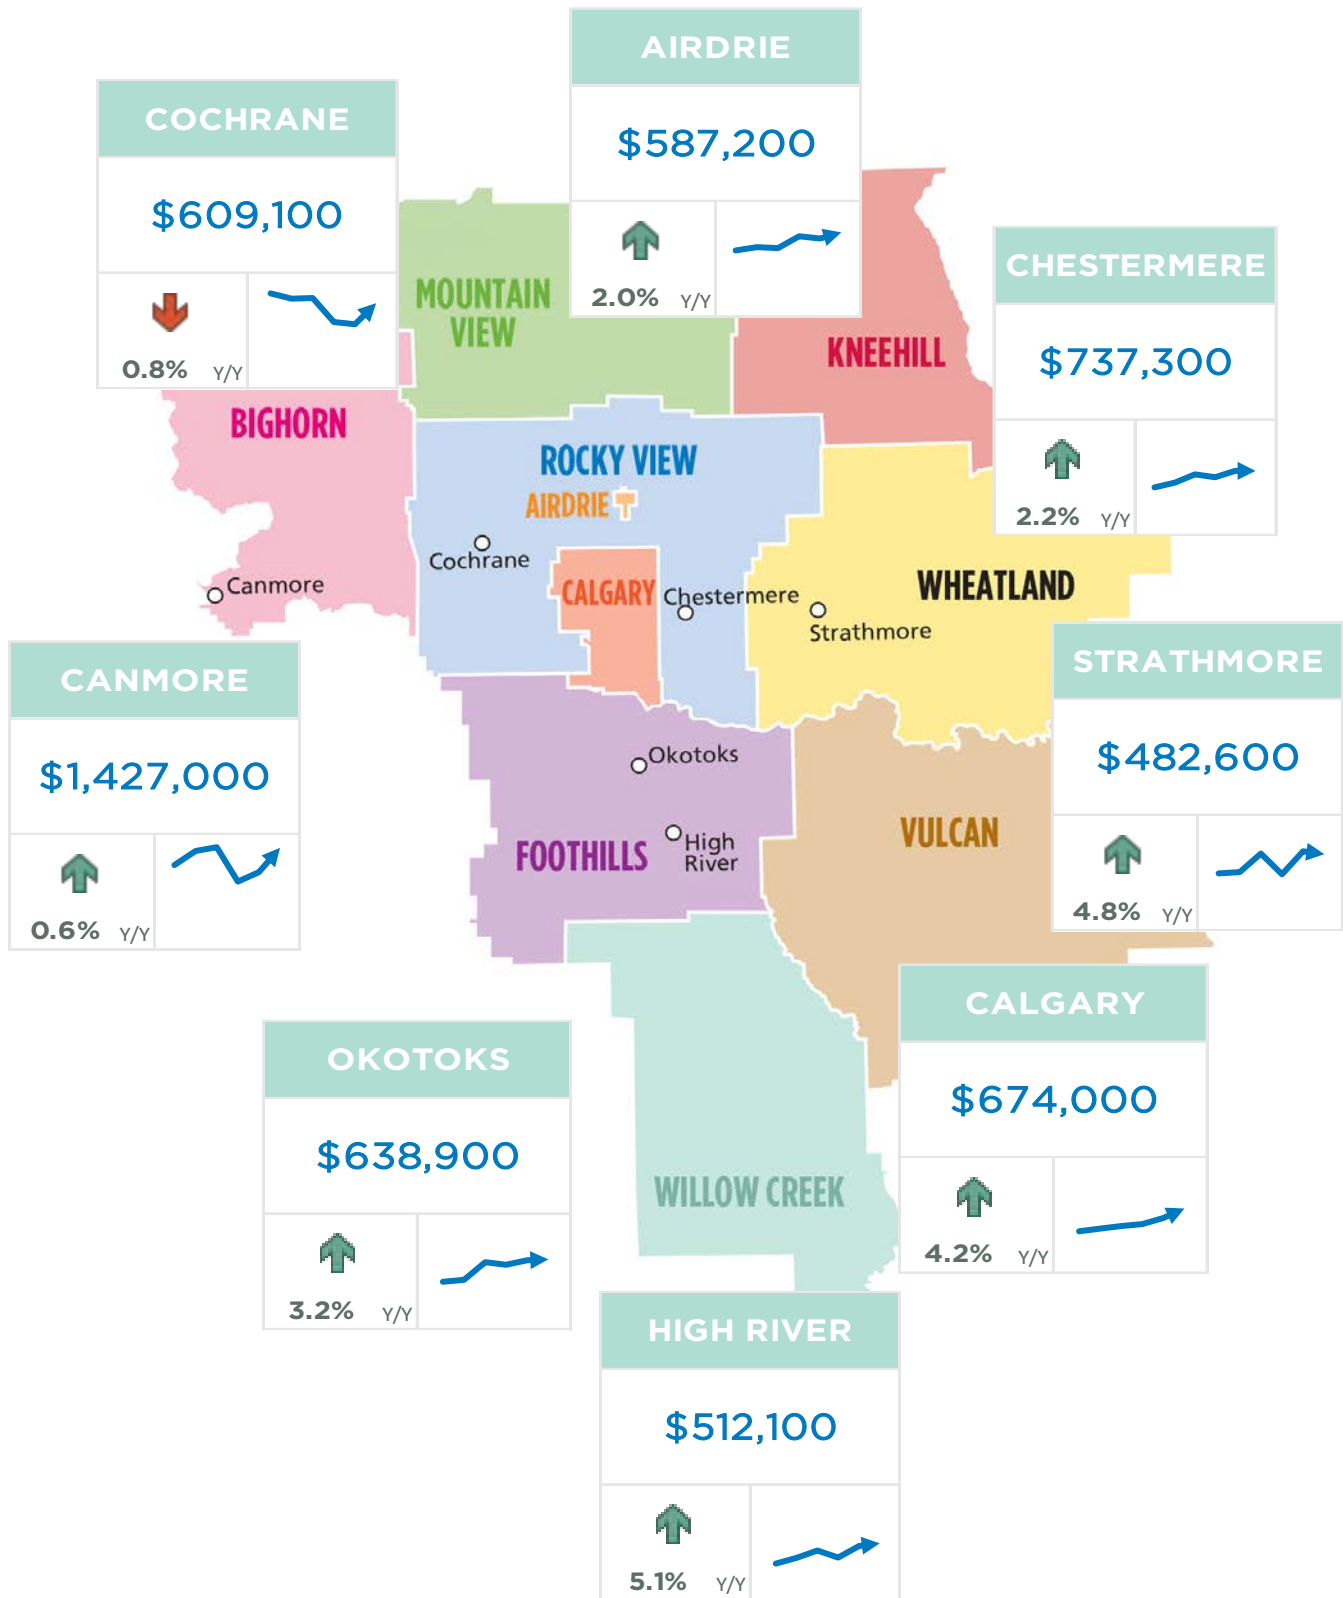 AIRDRIE
$587,200
2.0% Y/Y
COCHRANE
$609,100
0.8% Y/Y
CHESTERMERE
$737,300
2.2% Y/Y
MOUNTAIN
VIEW
KNEEHILL
BIGHORN
ROCKY VIEW
AIRDRIE
Cochrane
Canmore
CALGARY
Chestermere
WHEATLAND
Strathmore
CANMORE
$1,427,000
0.6% Y/Y
STRATHMORE
$482,600
4.8% Y/Y
Okotoks
High
River
FOOTHILLS
VULCAN
CALGARY
$674,000
4.2% Y/Y
OKOTOKS
$638,900
3.2% Y/Y
WILLOW CREEK
HIGH RIVER
$512,100
5.1% Y/Y